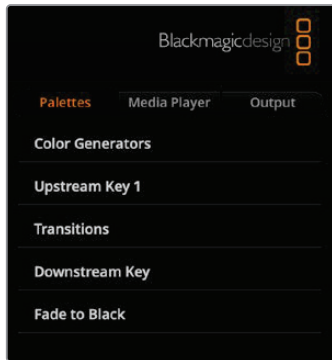 Blackmagicdesign
Palettes Media Player Output
Color Generators
Upstream Key 1
Transitions
Downstream Key
Fade to Black